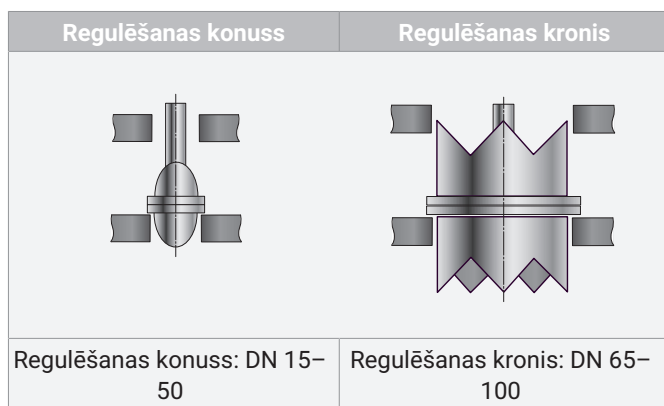 Regulēšanas konuss
Regulēšanas kronis
Regulēšanas konuss: DN 15–
50
Regulēšanas kronis: DN 65–
100